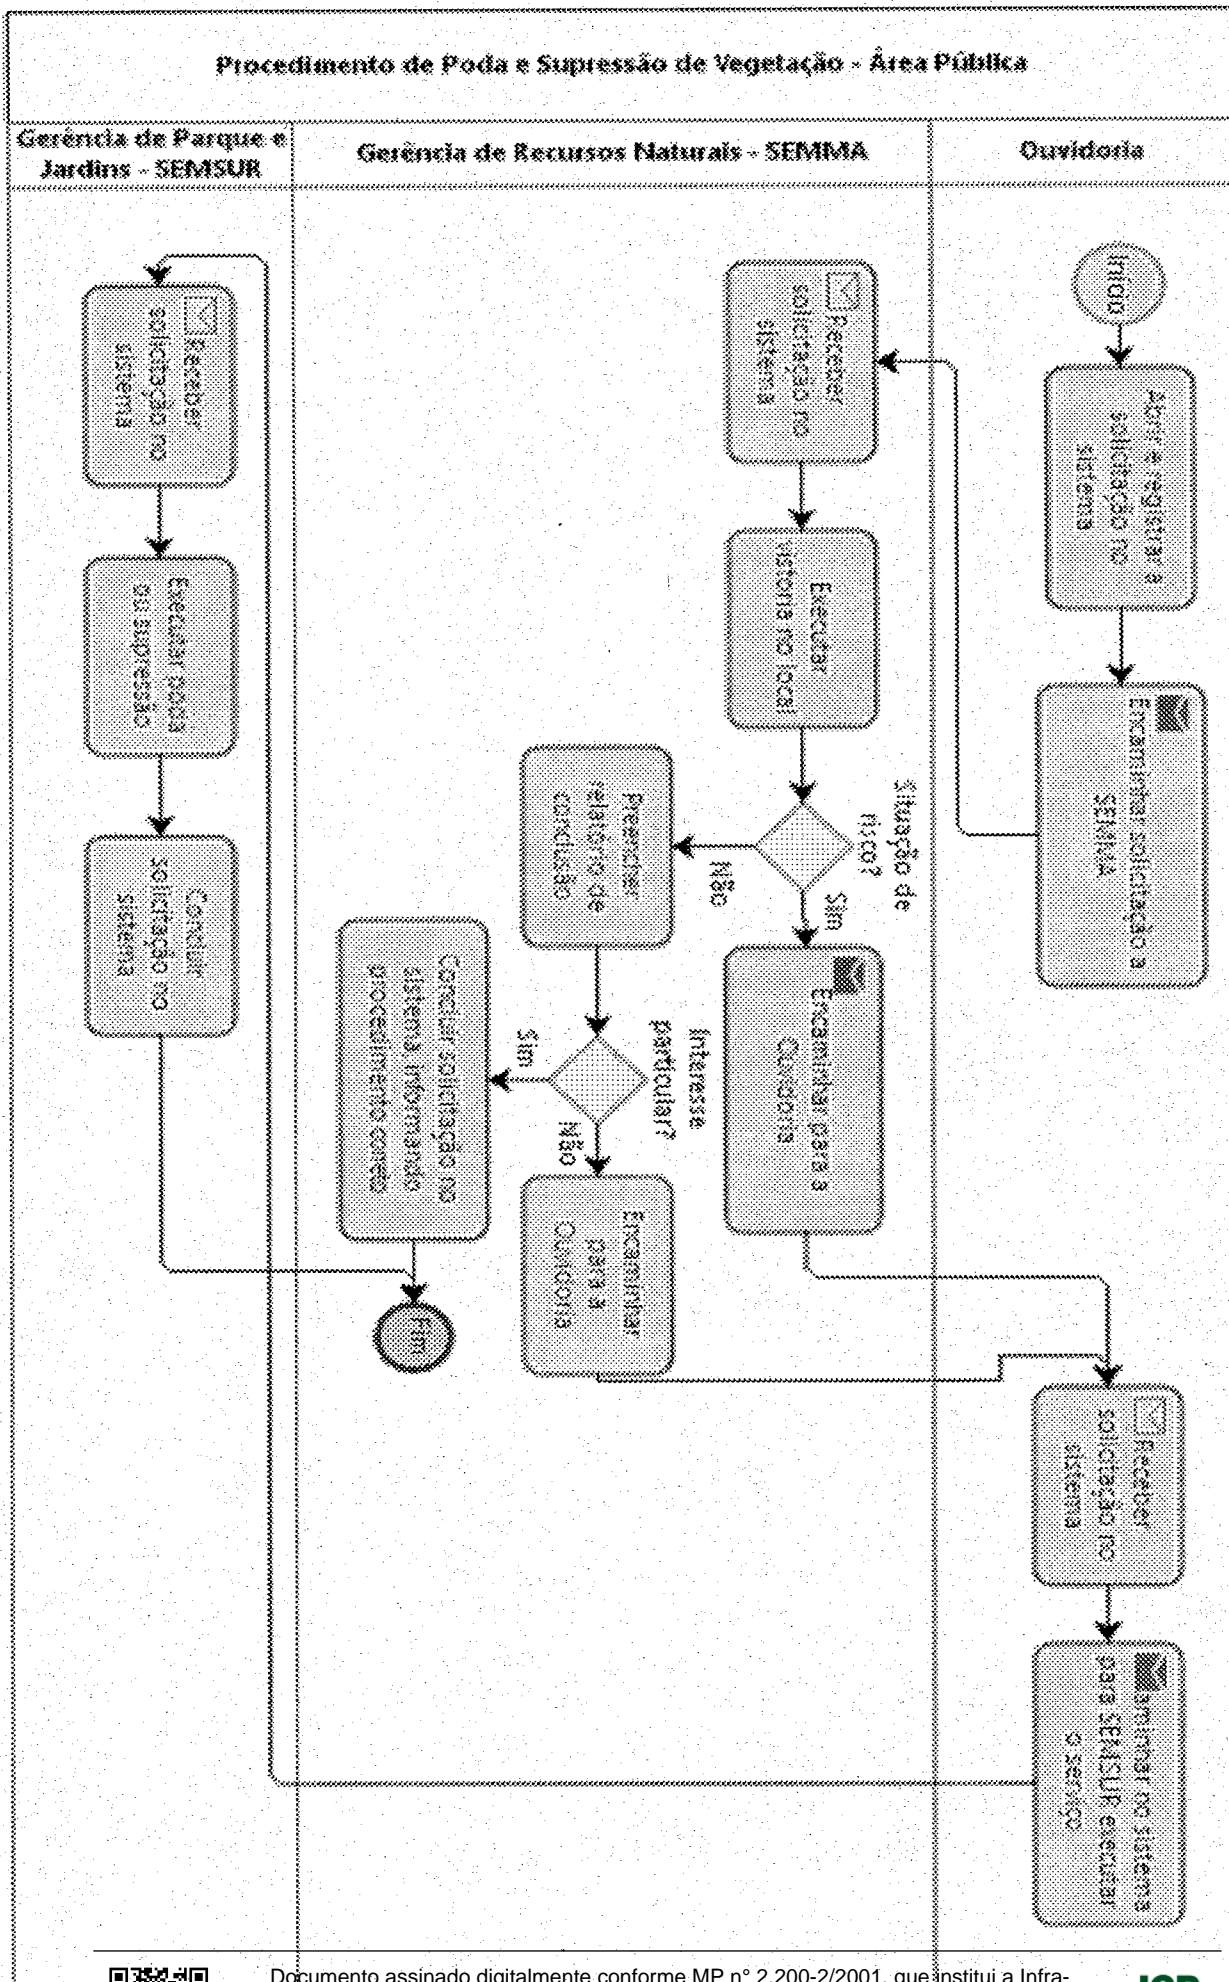 Procedimento de Poda e Supressão de Vegetação - Área Pública
Gerência de Parque e
Jardins - SEMSUR
Gerência de Recursos Naturais - SEMMA
Ouvidoria
Início
Abrir e registrar a
solicitação no
sistema
Encaminhar solicitação a
SEMMA
Receber
solicitação no
sistema
Executar
vistoria no local
Situação de
risco?
Sim
Não
Encaminhar para a
Ouvidoria
Preencher
relatório de
conclusão
Interesse
particular?
Sim
Não
Concluir solicitação no
sistema, informando
procedimento correto
Encaminhar
para a
Ouvidoria
Fim
Receber
solicitação no
sistema
aminhar no sistema
para SEMSUR executar
o serviço
Receber
solicitação no
sistema
Executar poda
ou supressão
Concluir
solicitação no
sistema
Documento assinado digitalmente conforme MP n° 2.200-2/2001, que institui a Infra-